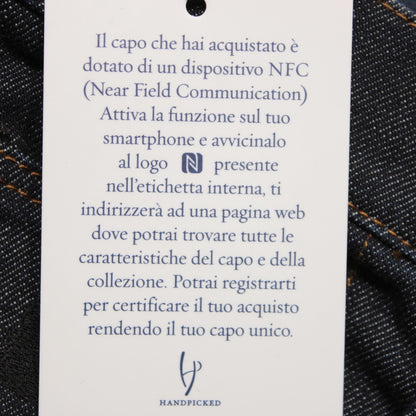 Il capo che hai acquistato è
dotato di un dispositivo NFC
(Near Field Communication)
Attiva la funzione sul tuo
smartphone e avvicinalo
al logo N presente
nell'etichetta interna, ti
indirizzerà ad una pagina web
dove potrai trovare tutte le
caratteristiche del capo e della
collezione. Potrai registrarti
per certificare il tuo acquisto
rendendo il tuo capo unico.
HANDPICKED